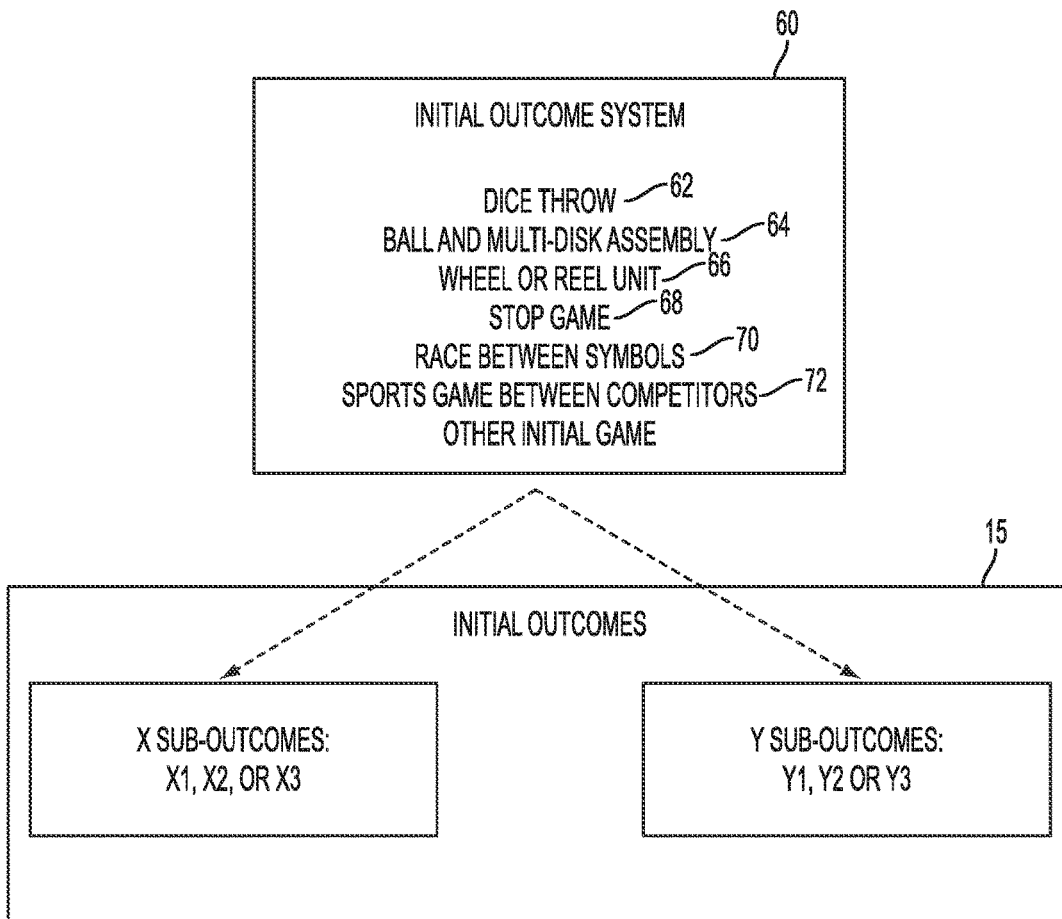 60
INITIAL OUTCOME SYSTEM
DICE THROW 62
BALL AND MULTI-DISK ASSEMBLY 64
WHEEL OR REEL UNIT 66
STOP GAME 68
RACE BETWEEN SYMBOLS 70
SPORTS GAME BETWEEN COMPETITORS 72
OTHER INITIAL GAME
15
INITIAL OUTCOMES
X SUB-OUTCOMES:
X1, X2, OR X3
Y SUB-OUTCOMES:
Y1, Y2 OR Y3